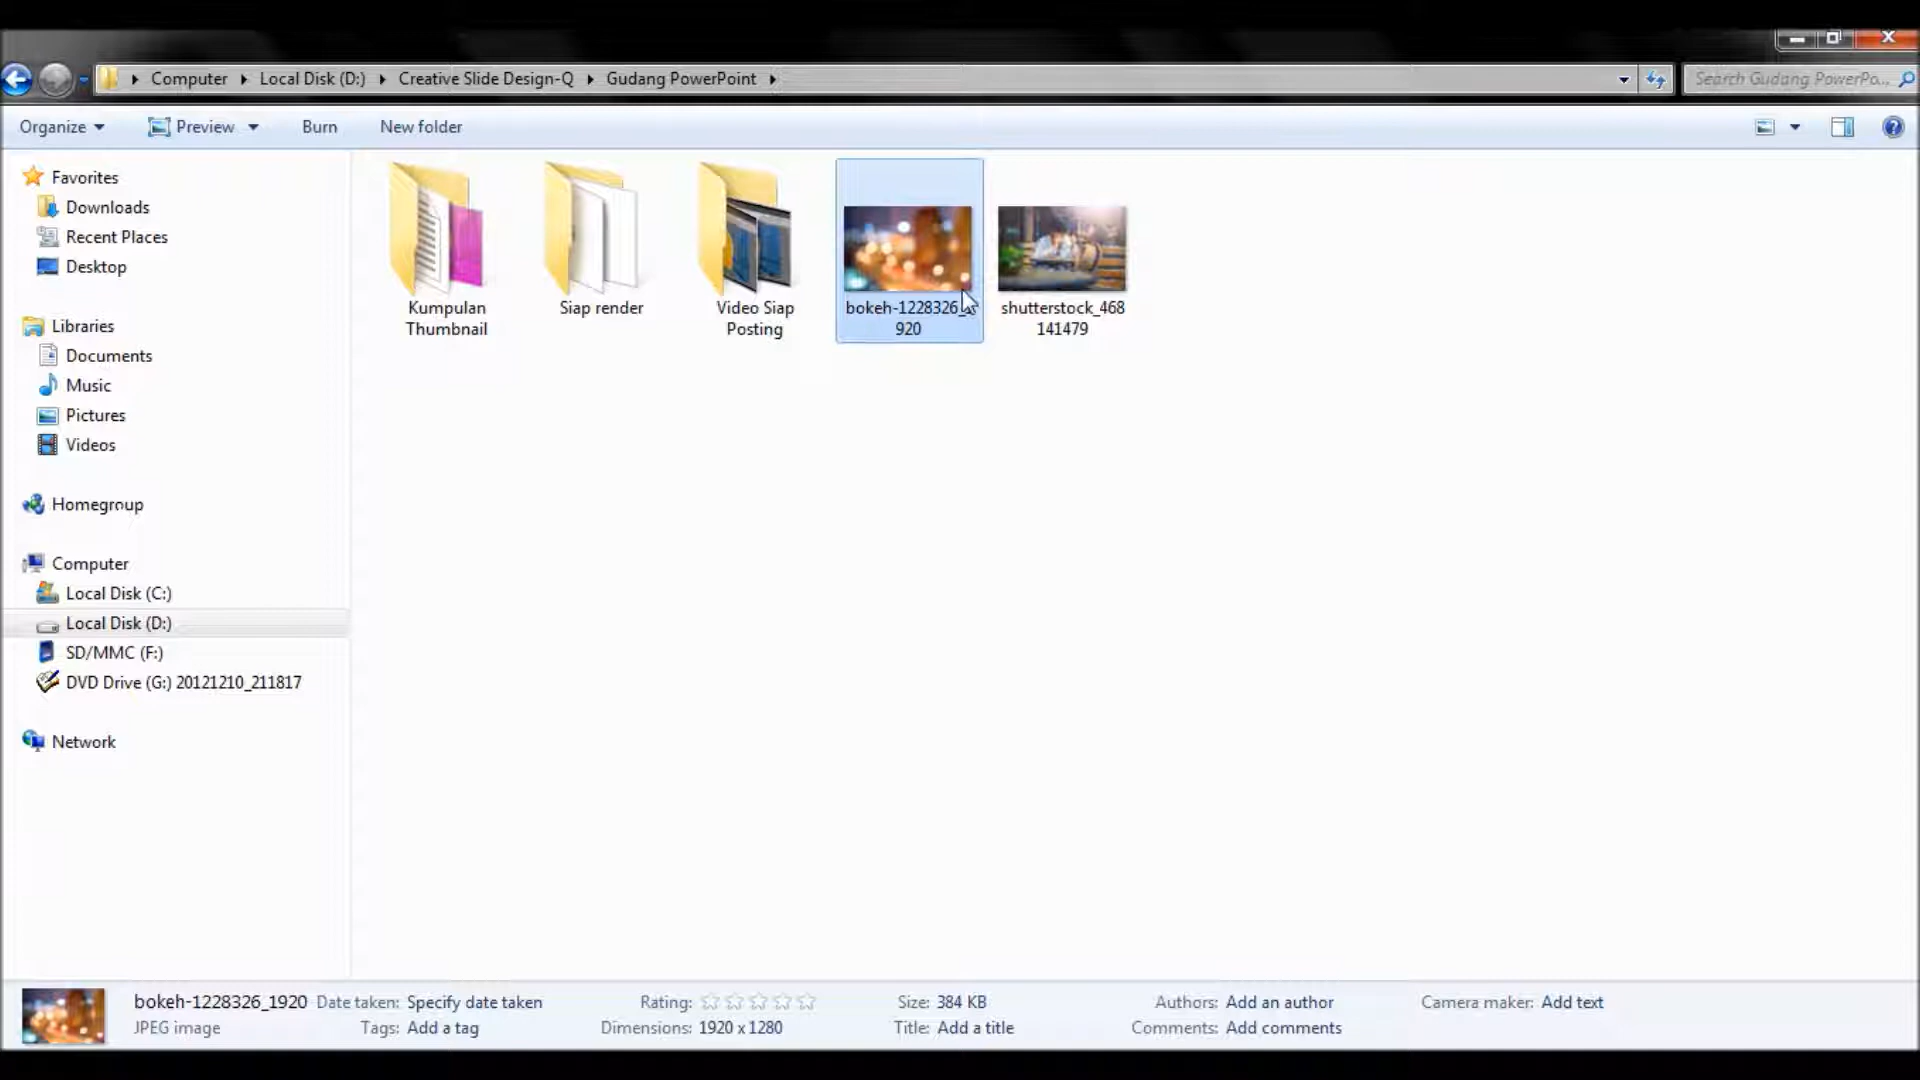 Computer Local Disk (D:) Creative Slide Design-Q Gudang PowerPoint
Search Gudang PowerPo...
Organize Preview Burn New folder
Favorites
Downloads
Recent Places
Desktop
Libraries
Documents
Music
Pictures
Videos
Homegroup
Computer
Local Disk (C:)
Local Disk (D:)
SD/MMC (F:)
DVD Drive (G:) 20121210_211817
Network
Kumpulan
Thumbnail
Siap render
Video Siap
Posting
bokeh-1228326_1
920
shutterstock_468
141479
bokeh-1228326_1920 Date taken: Specify date taken Rating: Size: 384 KB Authors: Add an author Camera maker: Add text
JPEG image Tags: Add a tag Dimensions: 1920 x 1280 Title: Add a title Comments: Add comments